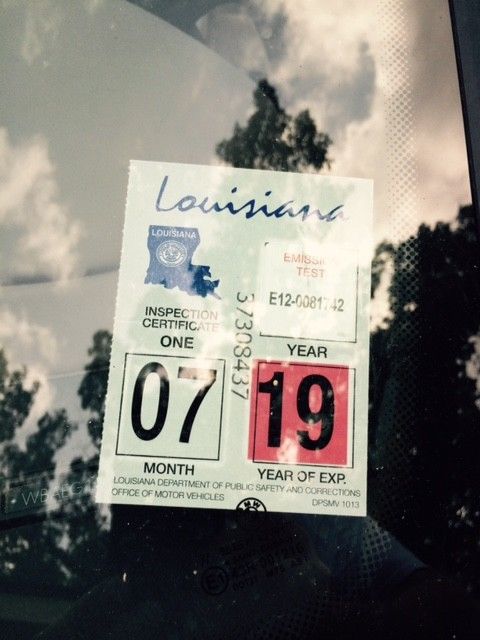 Louisiana
LOUISIANA
EMISSI
TEST
E12-0081742
INSPECTION
CERTIFICATE
ONE
YEAR
37308437
07
19
MONTH
YEAR OF EXP.
LOUISIANA DEPARTMENT OF PUBLIC SAFETY AND CORRECTIONS
OFFICE OF MOTOR VEHICLES
DPSMV 1013